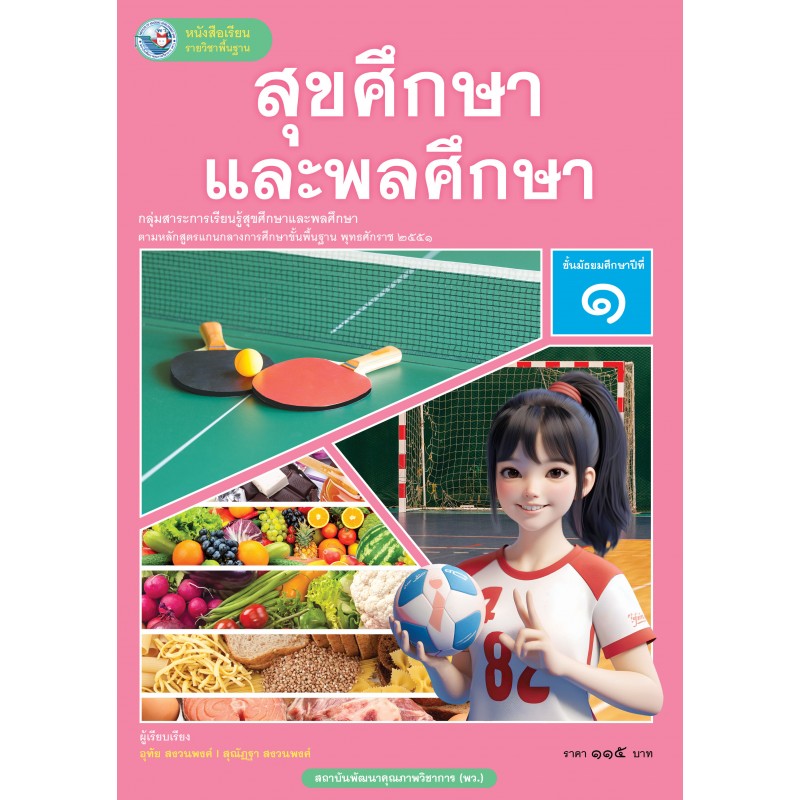 หนังสือเรียน
รายวิชาพื้นฐาน
สุขศึกษา
และพลศึกษา
กลุ่มสาระการเรียนรู้สุขศึกษาและพลศึกษา
ตามหลักสูตรแกนกลางการศึกษาขั้นพื้นฐาน พุทธศักราช ๒๕๕๑
ชั้นมัธยมศึกษาปีที่
๑
82
ผู้เรียบเรียง
อุทัย สงวนพงศ์ | สุณัฏฐา สงวนพงศ์
ราคา ๑๑๕ บาท
สถาบันพัฒนาคุณภาพวิชาการ (พว.)